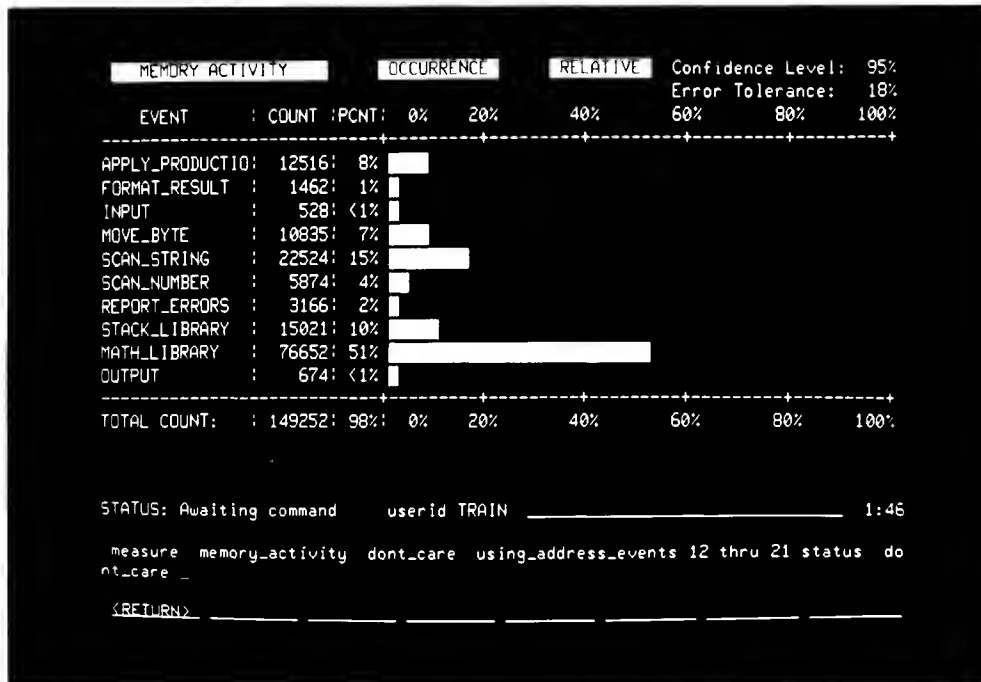 MEMORY ACTIVITY OCCURRENCE RELATIVE Confidence Level: 95%
Error Tolerance: 18%
EVENT : COUNT :PCNT: 0% 20% 40% 60% 80% 100%
APPLY_PRODUCTIO: 12516: 8%
FORMAT_RESULT : 1462: 1%
INPUT : 528: <1%
MOVE_BYTE : 10835: 7%
SCAN_STRING : 22524: 15%
SCAN_NUMBER : 5874: 4%
REPORT_ERRORS : 3166: 2%
STACK_LIBRARY : 15021: 10%
MATH_LIBRARY : 76652: 51%
OUTPUT : 674: <1%
TOTAL COUNT: : 149252: 98%: 0% 20% 40% 60% 80% 100%
STATUS: Awaiting command userid TRAIN 1:46
measure memory_activity dont_care using_address_events 12 thru 21 status do
nt_care _
<RETURN>